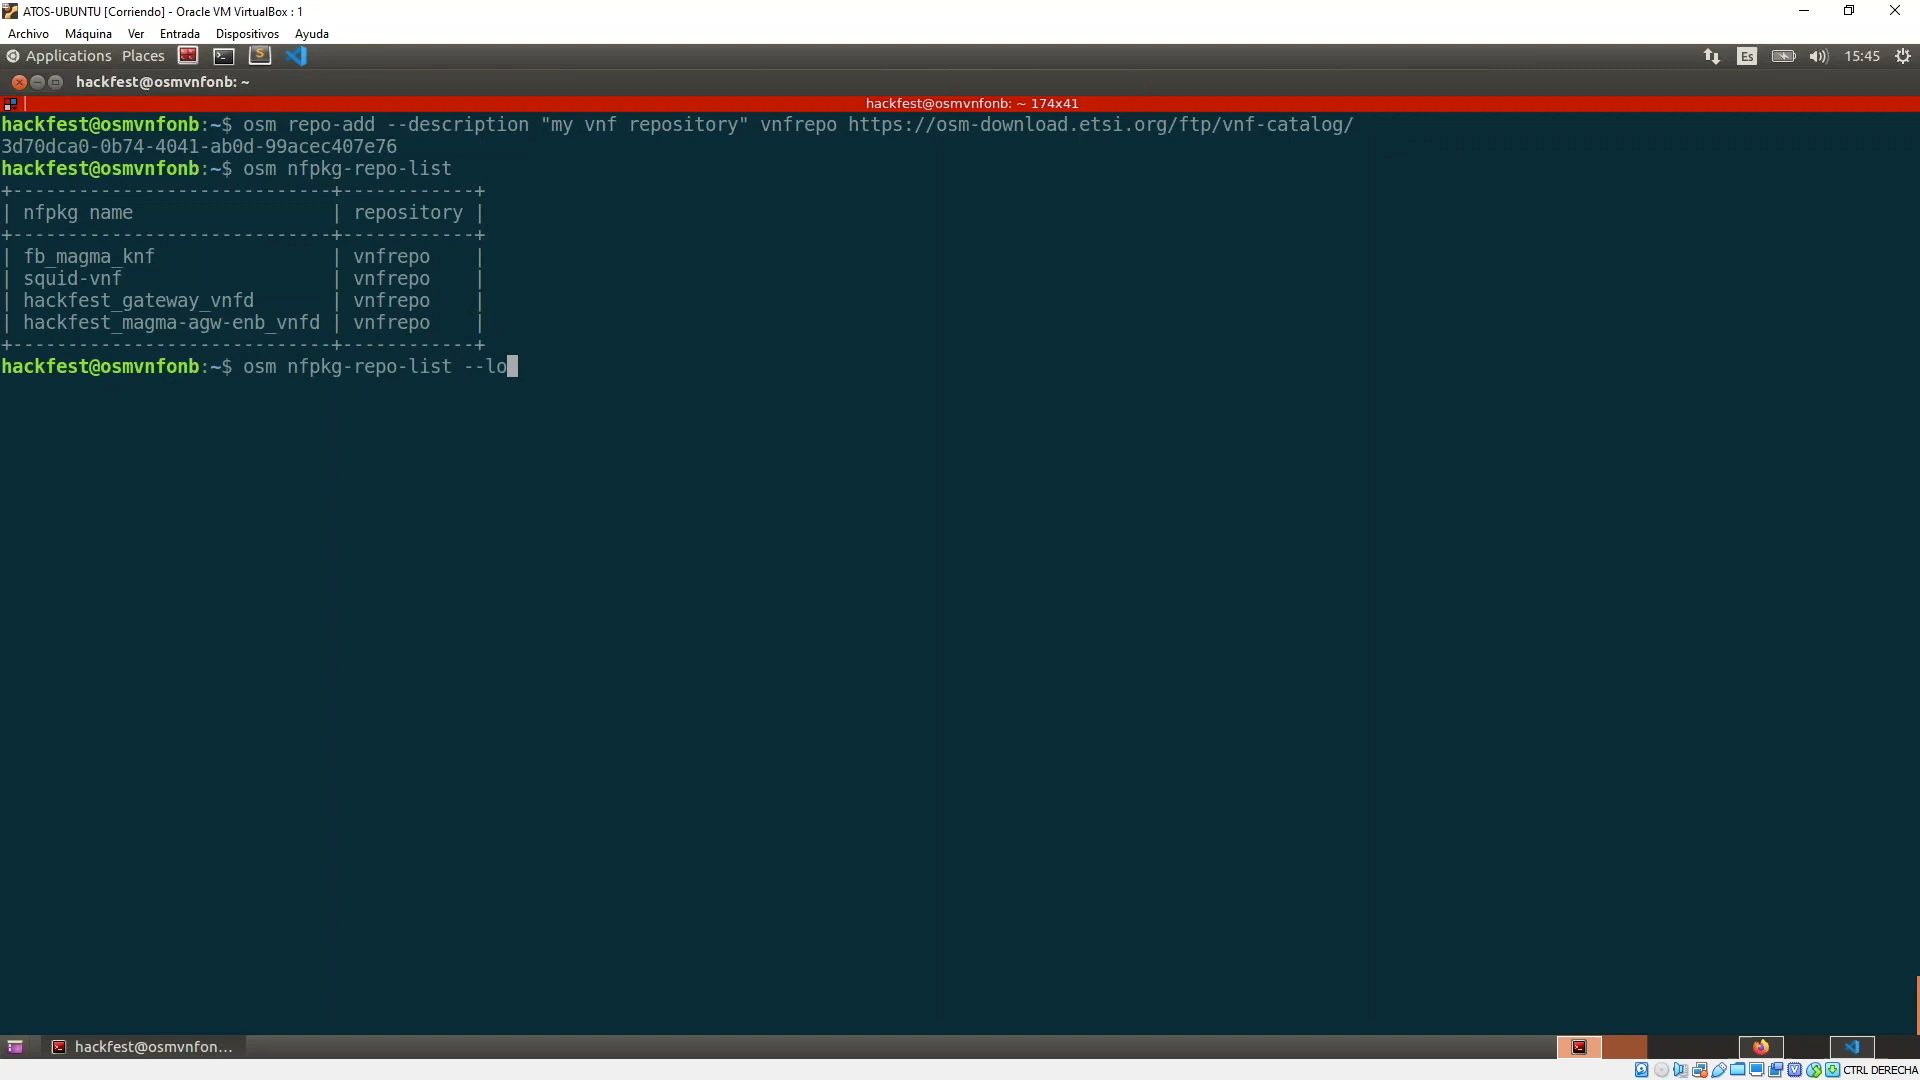 ATOS-UBUNTU [Corriendo] - Oracle VM VirtualBox : 1
Archivo Máquina Ver Entrada Dispositivos Ayuda
Applications Places Es 15:45
hackfest@osmvnfonb: ~
hackfest@osmvnfonb: ~ 174x41
hackfest@osmvnfonb:~$ osm repo-add --description "my vnf repository" vnfrepo https://osm-download.etsi.org/ftp/vnf-catalog/
3d70dca0-0b74-4041-ab0d-99acec407e76
hackfest@osmvnfonb:~$ osm nfpkg-repo-list
+-----------------------------+------------+
| nfpkg name                  | repository |
+-----------------------------+------------+
| fb_magma_knf                | vnfrepo    |
| squid-vnf                   | vnfrepo    |
| hackfest_gateway_vnfd       | vnfrepo    |
| hackfest_magma-agw-enb_vnfd | vnfrepo    |
+-----------------------------+------------+
hackfest@osmvnfonb:~$ osm nfpkg-repo-list --lo
hackfest@osmvnfon...
CTRL DERECHA